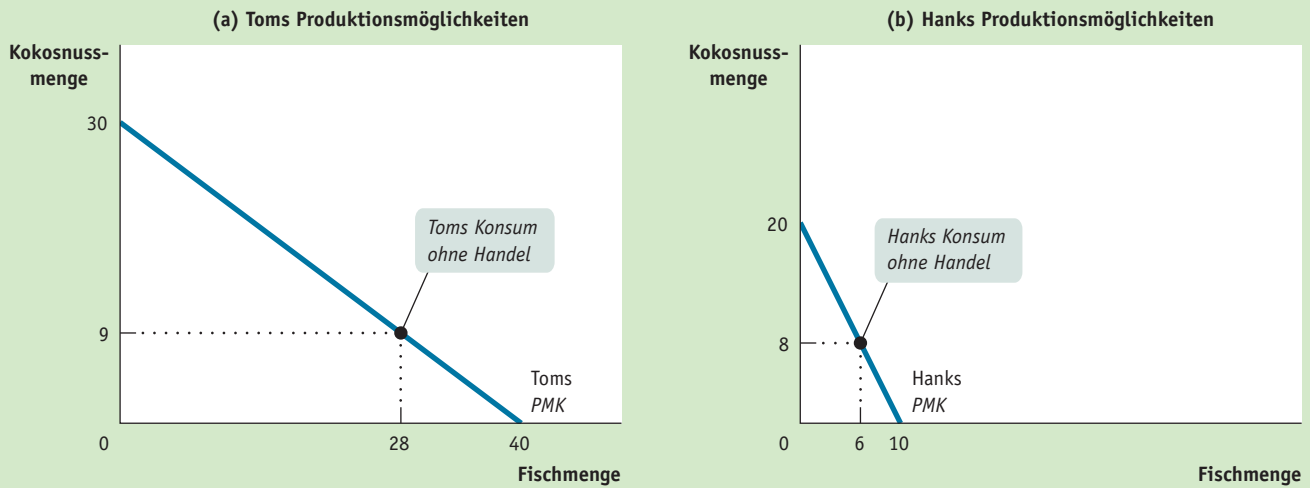 (a) Toms Produktionsmöglichkeiten
Kokosnuss-
menge
30
9
0
28
40
Toms Konsum
ohne Handel
Toms
PMK
Fischmenge
(b) Hanks Produktionsmöglichkeiten
Kokosnuss-
menge
20
8
0
6
10
Hanks Konsum
ohne Handel
Hanks
PMK
Fischmenge